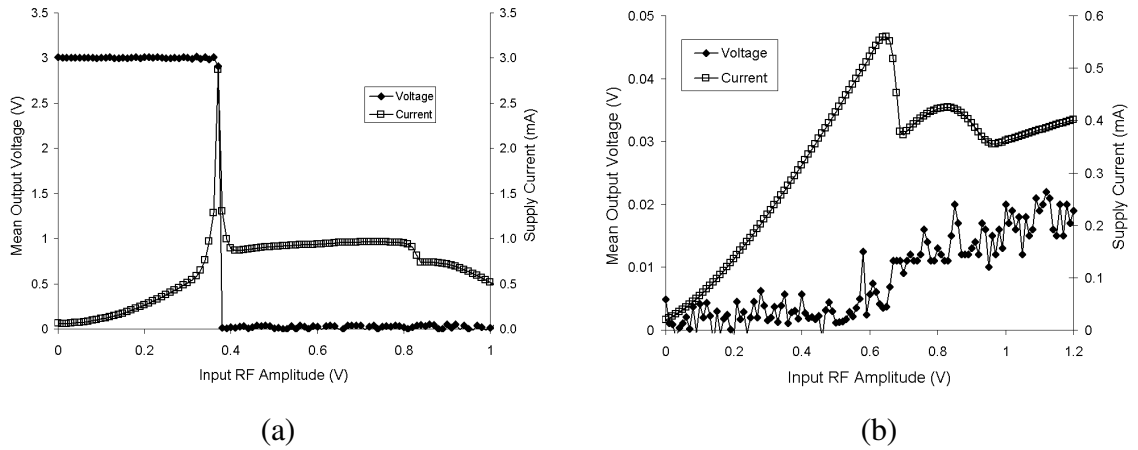 3.5
3
2.5
2
1.5
1
0.5
0
Mean Output Voltage (V)
3.5
3.0
2.5
2.0
1.5
1.0
0.5
0.0
Supply Current (mA)
Voltage
Current
0 0.2 0.4 0.6 0.8 1
Input RF Amplitude (V)
(a)
0.05
0.04
0.03
0.02
0.01
0
Mean Output Voltage (V)
0.6
0.5
0.4
0.3
0.2
0.1
0
Supply Current (mA)
Voltage
Current
0 0.2 0.4 0.6 0.8 1 1.2
Input RF Amplitude (V)
(b)